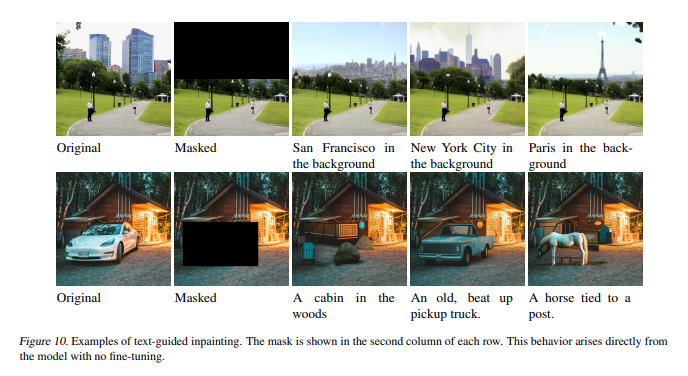 Original
Masked
San Francisco in
the background
New York City in
the background
Paris in the back-
ground
Original
Masked
A cabin in the
woods
An old, beat up
pickup truck.
A horse tied to a
post.
Figure 10. Examples of text-guided inpainting. The mask is shown in the second column of each row. This behavior arises directly from
the model with no fine-tuning.